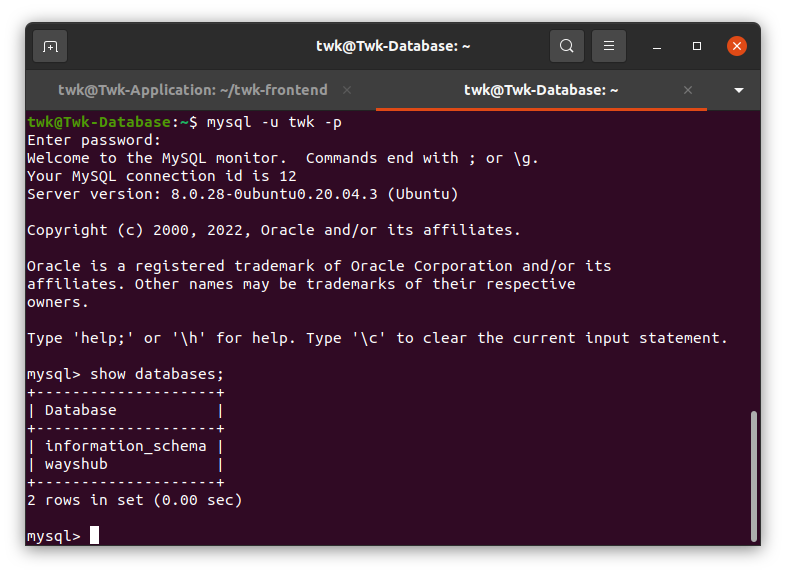 twk@Twk-Database: ~
twk@Twk-Application: ~/twk-frontend
twk@Twk-Database: ~
twk@Twk-Database:~$ mysql -u twk -p
Enter password:
Welcome to the MySQL monitor.  Commands end with ; or \g.
Your MySQL connection id is 12
Server version: 8.0.28-0ubuntu0.20.04.3 (Ubuntu)
Copyright (c) 2000, 2022, Oracle and/or its affiliates.
Oracle is a registered trademark of Oracle Corporation and/or its
affiliates. Other names may be trademarks of their respective
owners.
Type 'help;' or '\h' for help. Type '\c' to clear the current input statement.
mysql> show databases;
+--------------------+
| Database           |
+--------------------+
| information_schema |
| wayshub            |
+--------------------+
2 rows in set (0.00 sec)
mysql>